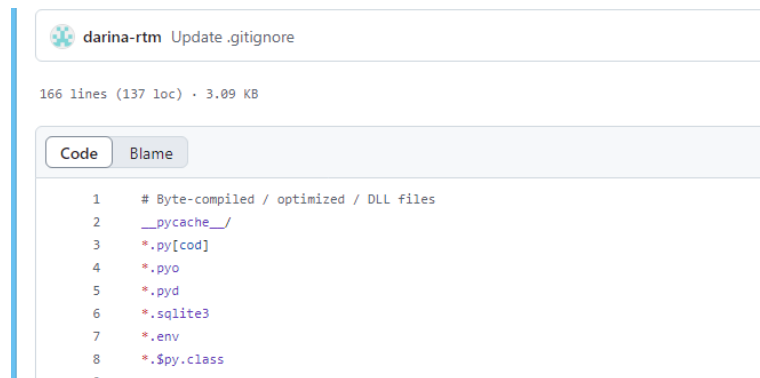 darina-rtm Update .gitignore
166 lines (137 loc) · 3.09 KB
Code Blame
1 # Byte-compiled / optimized / DLL files
2 __pycache__/
3 *.py[cod]
4 *.pyo
5 *.pyd
6 *.sqlite3
7 *.env
8 *.$py.class